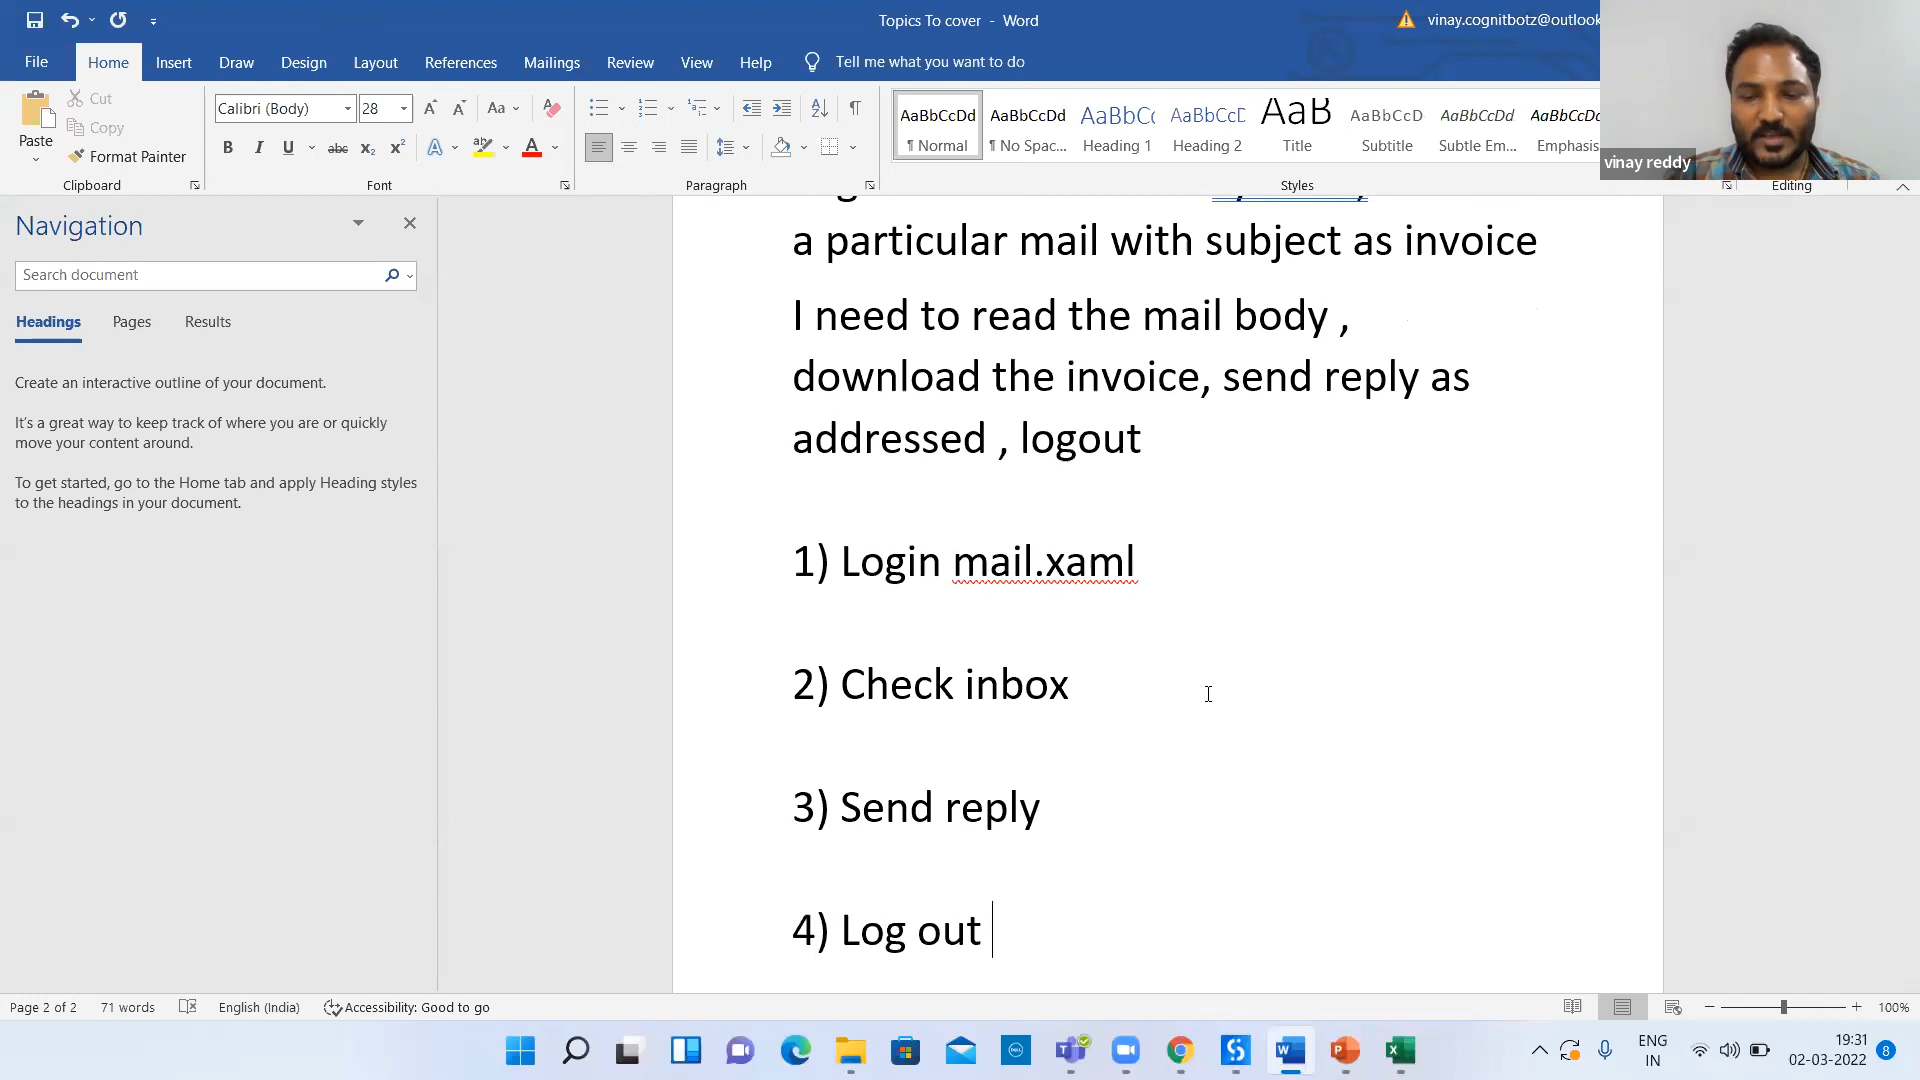 Topics To cover - Word
vinay.cognitbotz@outlook
File Home Insert Draw Design Layout References Mailings Review View Help Tell me what you want to do
Paste
Cut
Copy
Format Painter
Clipboard
Calibri (Body) 28
Font
Paragraph
AaBbCcDd AaBbCcDd AaBbC AaBbCcD AaB AaBbCcD AaBbCcDd AaBbCcDd
¶ Normal ¶ No Spac... Heading 1 Heading 2 Title Subtitle Subtle Em... Emphasis
Styles
Editing
vinay reddy
Navigation
Search document
Headings Pages Results
Create an interactive outline of your document.
It's a great way to keep track of where you are or quickly
move your content around.
To get started, go to the Home tab and apply Heading styles
to the headings in your document.
a particular mail with subject as invoice
I need to read the mail body ,
download the invoice, send reply as
addressed , logout
1) Login mail.xaml
2) Check inbox
3) Send reply
4) Log out
Page 2 of 2 71 words English (India) Accessibility: Good to go 100%
ENG
IN
19:31
02-03-2022
8